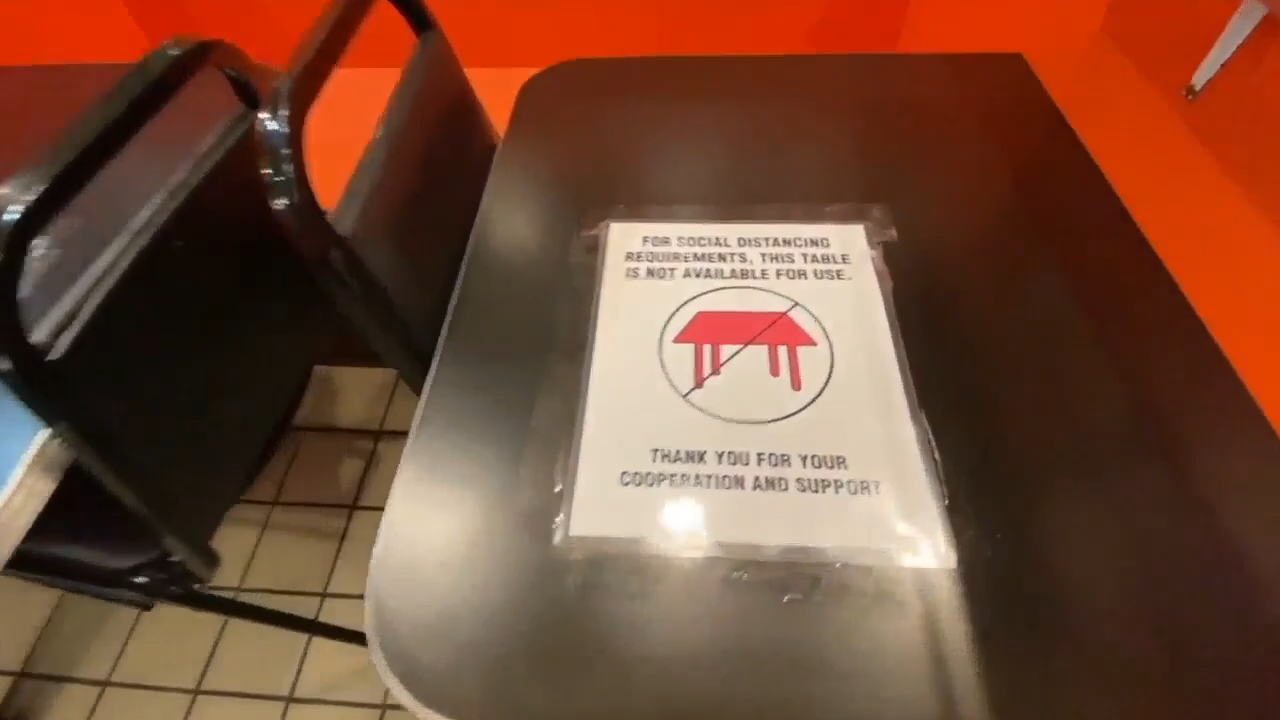 FOR SOCIAL DISTANCING
REQUIREMENTS, THIS TABLE
IS NOT AVAILABLE FOR USE.
THANK YOU FOR YOUR
COOPERATION AND SUPPORT